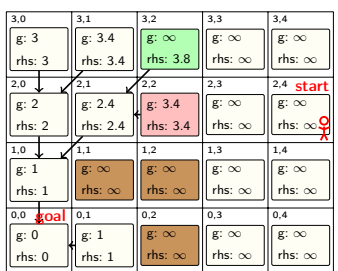 3,0 3,1 3,2 3,3 3,4
g: 3 g: 3.4 g: ∞ g: ∞ g: ∞
rhs: 3 rhs: 3.4 rhs: 3.8 rhs: ∞ rhs: ∞
2,0 2,1 2,2 2,3 2,4
start
g: 2 g: 2.4 g: 3.4 g: ∞ g: ∞
rhs: 2 rhs: 2.4 rhs: 3.4 rhs: ∞ rhs: ∞
1,0 1,1 1,2 1,3 1,4
g: 1 g: ∞ g: ∞ g: ∞ g: ∞
rhs: 1 rhs: ∞ rhs: ∞ rhs: ∞ rhs: ∞
0,0 goal 0,1 0,2 0,3 0,4
g: 0 g: 1 g: ∞ g: ∞ g: ∞
rhs: 0 rhs: 1 rhs: ∞ rhs: ∞ rhs: ∞